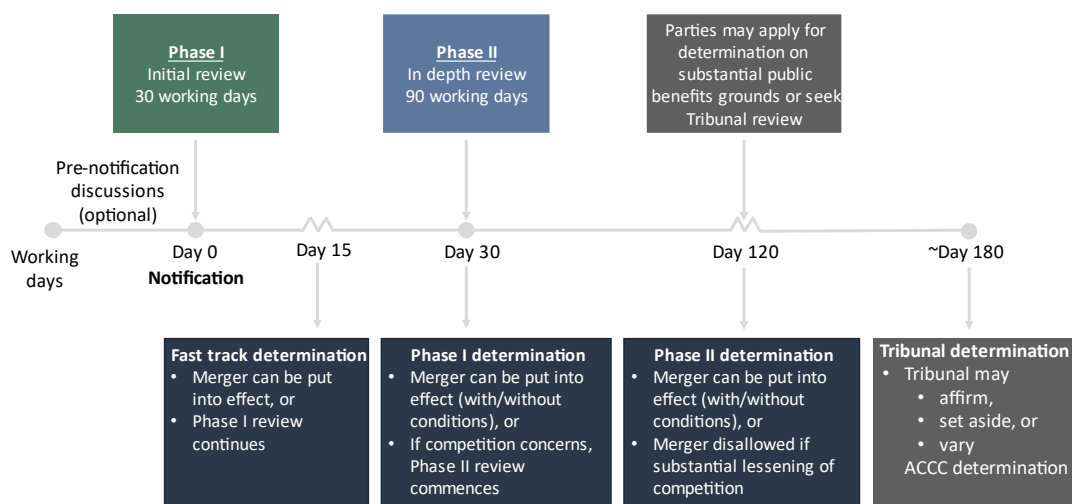 Phase I
Initial review
30 working days
Phase II
In depth review
90 working days
Parties may apply for
determination on
substantial public
benefits grounds or seek
Tribunal review
Pre-notification
discussions
(optional)
Working
days
Day 0
Notification
Day 15
Day 30
Day 120
~Day 180
Fast track determination
• Merger can be put
into effect, or
• Phase I review
continues
Phase I determination
• Merger can be put into
effect (with/without
conditions), or
• If competition concerns,
Phase II review
commences
Phase II determination
• Merger can be put into
effect (with/without
conditions), or
• Merger disallowed if
substantial lessening of
competition
Tribunal determination
• Tribunal may
• affirm,
• set aside, or
• vary
ACCC determination